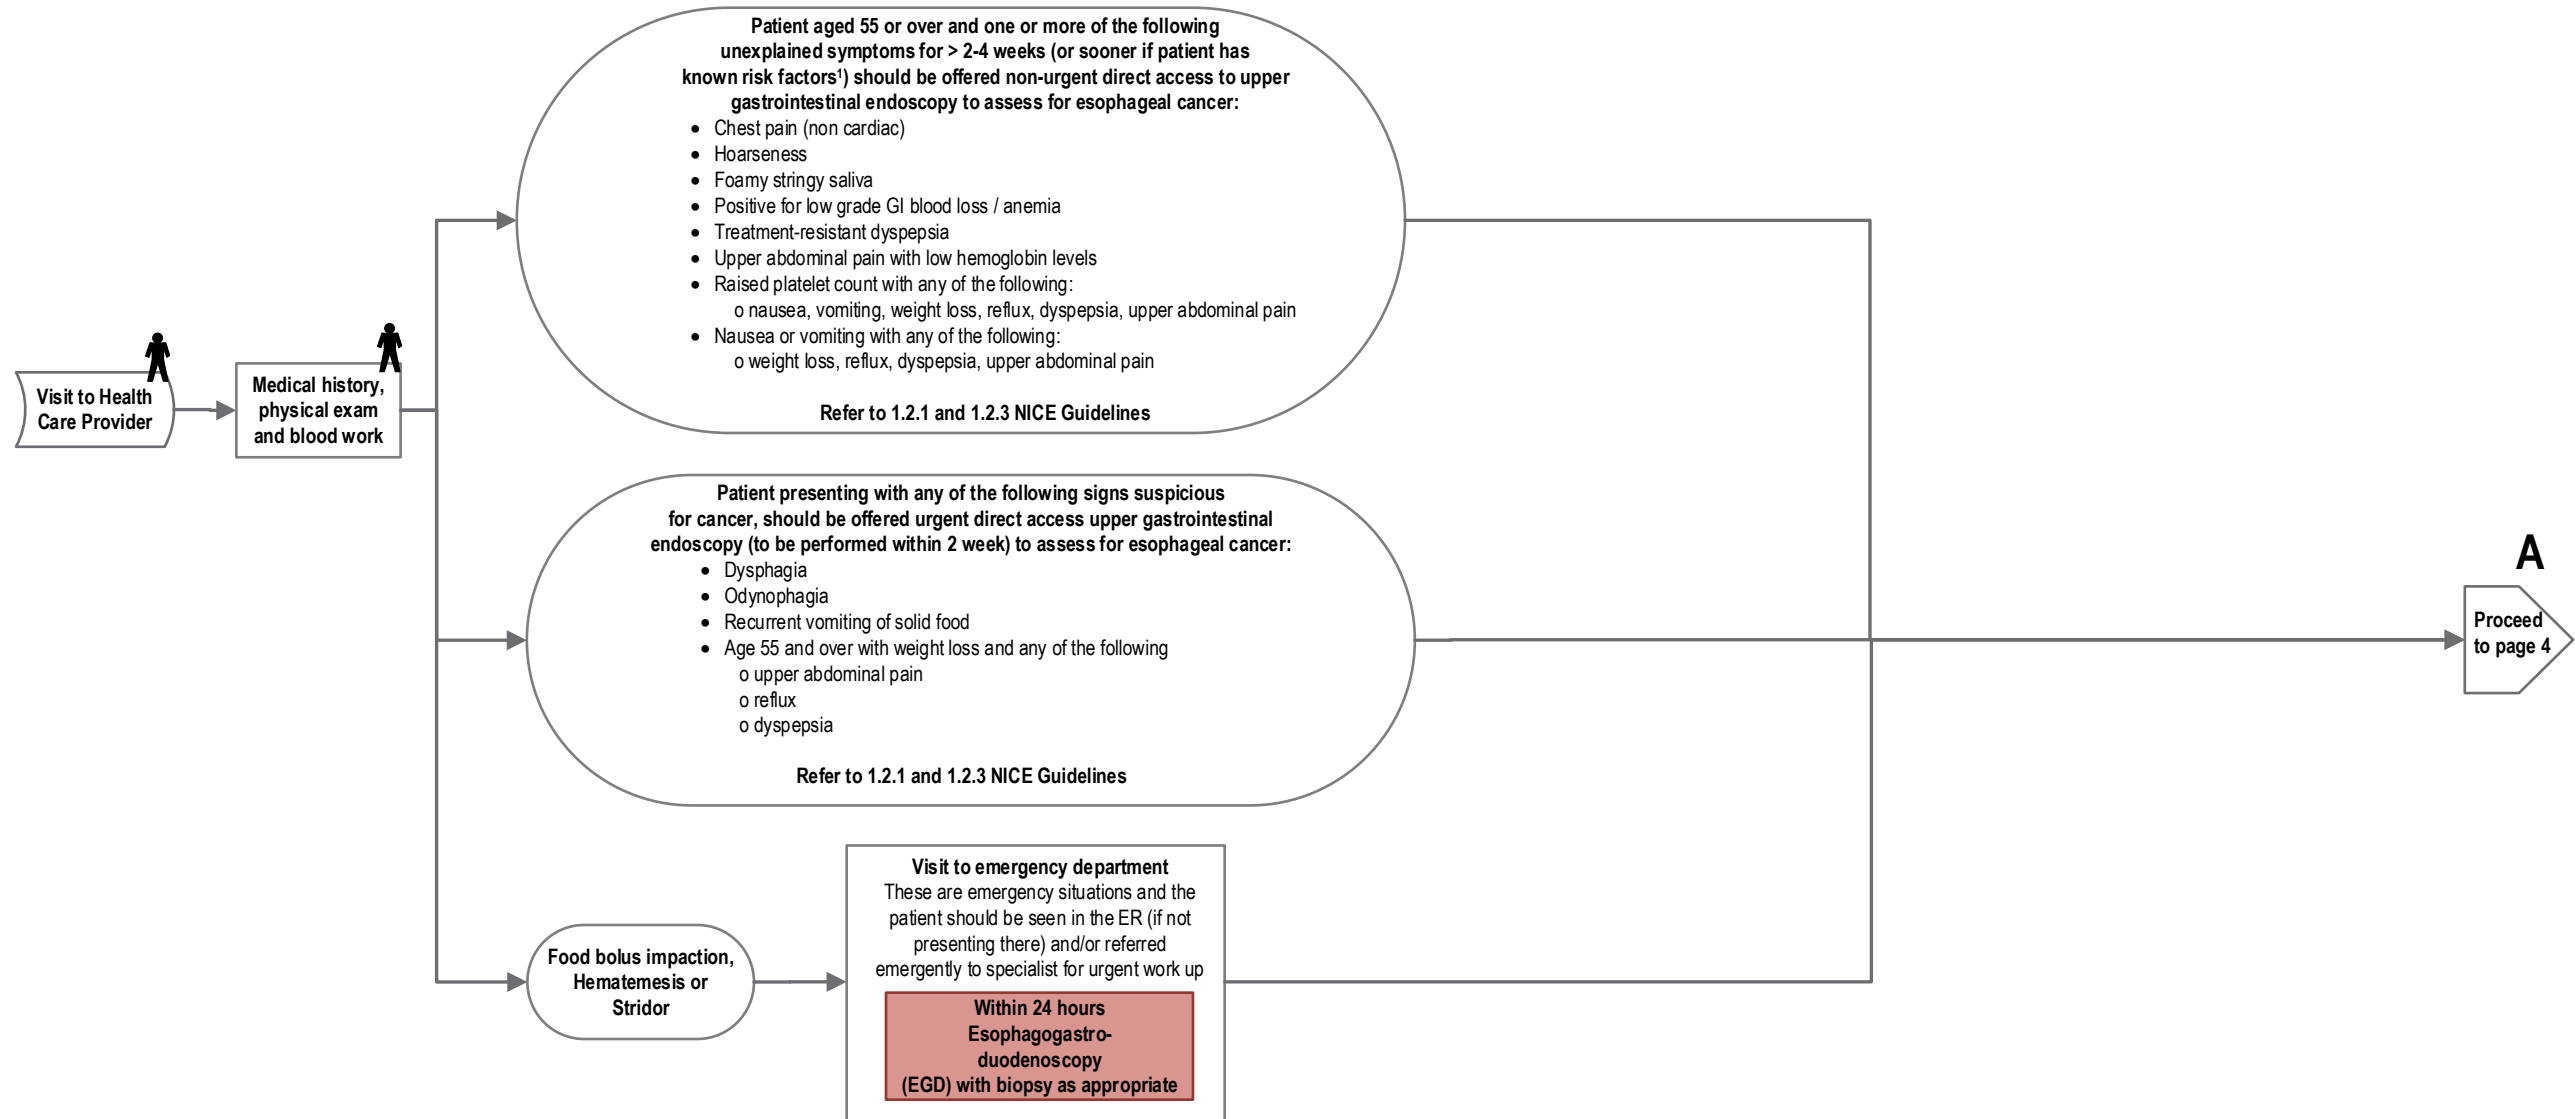 Visit to Health
Care Provider
Medical history,
physical exam
and blood work
Patient aged 55 or over and one or more of the following
unexplained symptoms for > 2-4 weeks (or sooner if patient has
known risk factors¹) should be offered non-urgent direct access to upper
gastrointestinal endoscopy to assess for esophageal cancer:
• Chest pain (non cardiac)
• Hoarseness
• Foamy stringy saliva
• Positive for low grade GI blood loss / anemia
• Treatment-resistant dyspepsia
• Upper abdominal pain with low hemoglobin levels
• Raised platelet count with any of the following:
o nausea, vomiting, weight loss, reflux, dyspepsia, upper abdominal pain
• Nausea or vomiting with any of the following:
o weight loss, reflux, dyspepsia, upper abdominal pain
Refer to 1.2.1 and 1.2.3 NICE Guidelines
Patient presenting with any of the following signs suspicious
for cancer, should be offered urgent direct access upper gastrointestinal
endoscopy (to be performed within 2 week) to assess for esophageal cancer:
• Dysphagia
• Odynophagia
• Recurrent vomiting of solid food
• Age 55 and over with weight loss and any of the following
o upper abdominal pain
o reflux
o dyspepsia
Refer to 1.2.1 and 1.2.3 NICE Guidelines
Food bolus impaction,
Hematemesis or
Stridor
Visit to emergency department
These are emergency situations and the
patient should be seen in the ER (if not
presenting there) and/or referred
emergently to specialist for urgent work up
Within 24 hours
Esophagogastro-
duodenoscopy
(EGD) with biopsy as appropriate
A
Proceed
to page 4